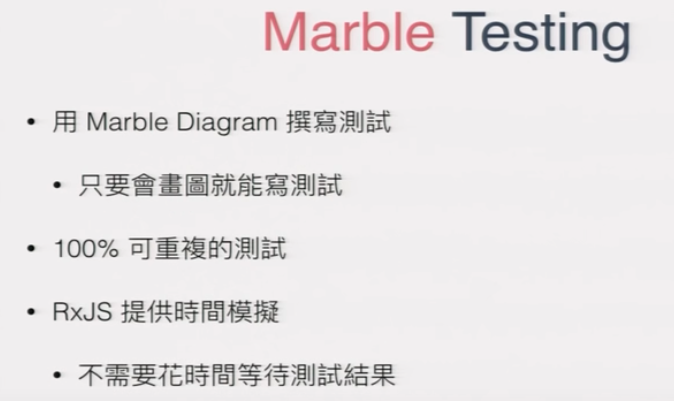 Marble Testing
• 用 Marble Diagram 撰寫測試
• 只要會畫圖就能寫測試
• 100% 可重複的測試
• RxJS 提供時間模擬
• 不需要花時間等待測試結果